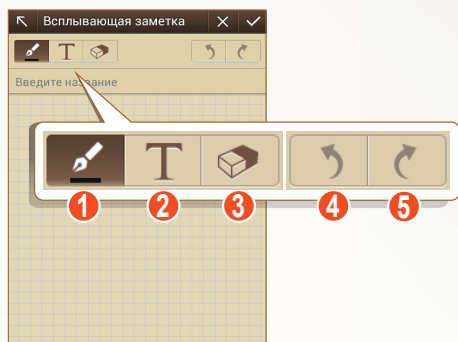 Всплывающая заметка
T
Введите название
T
1 2 3 4 5